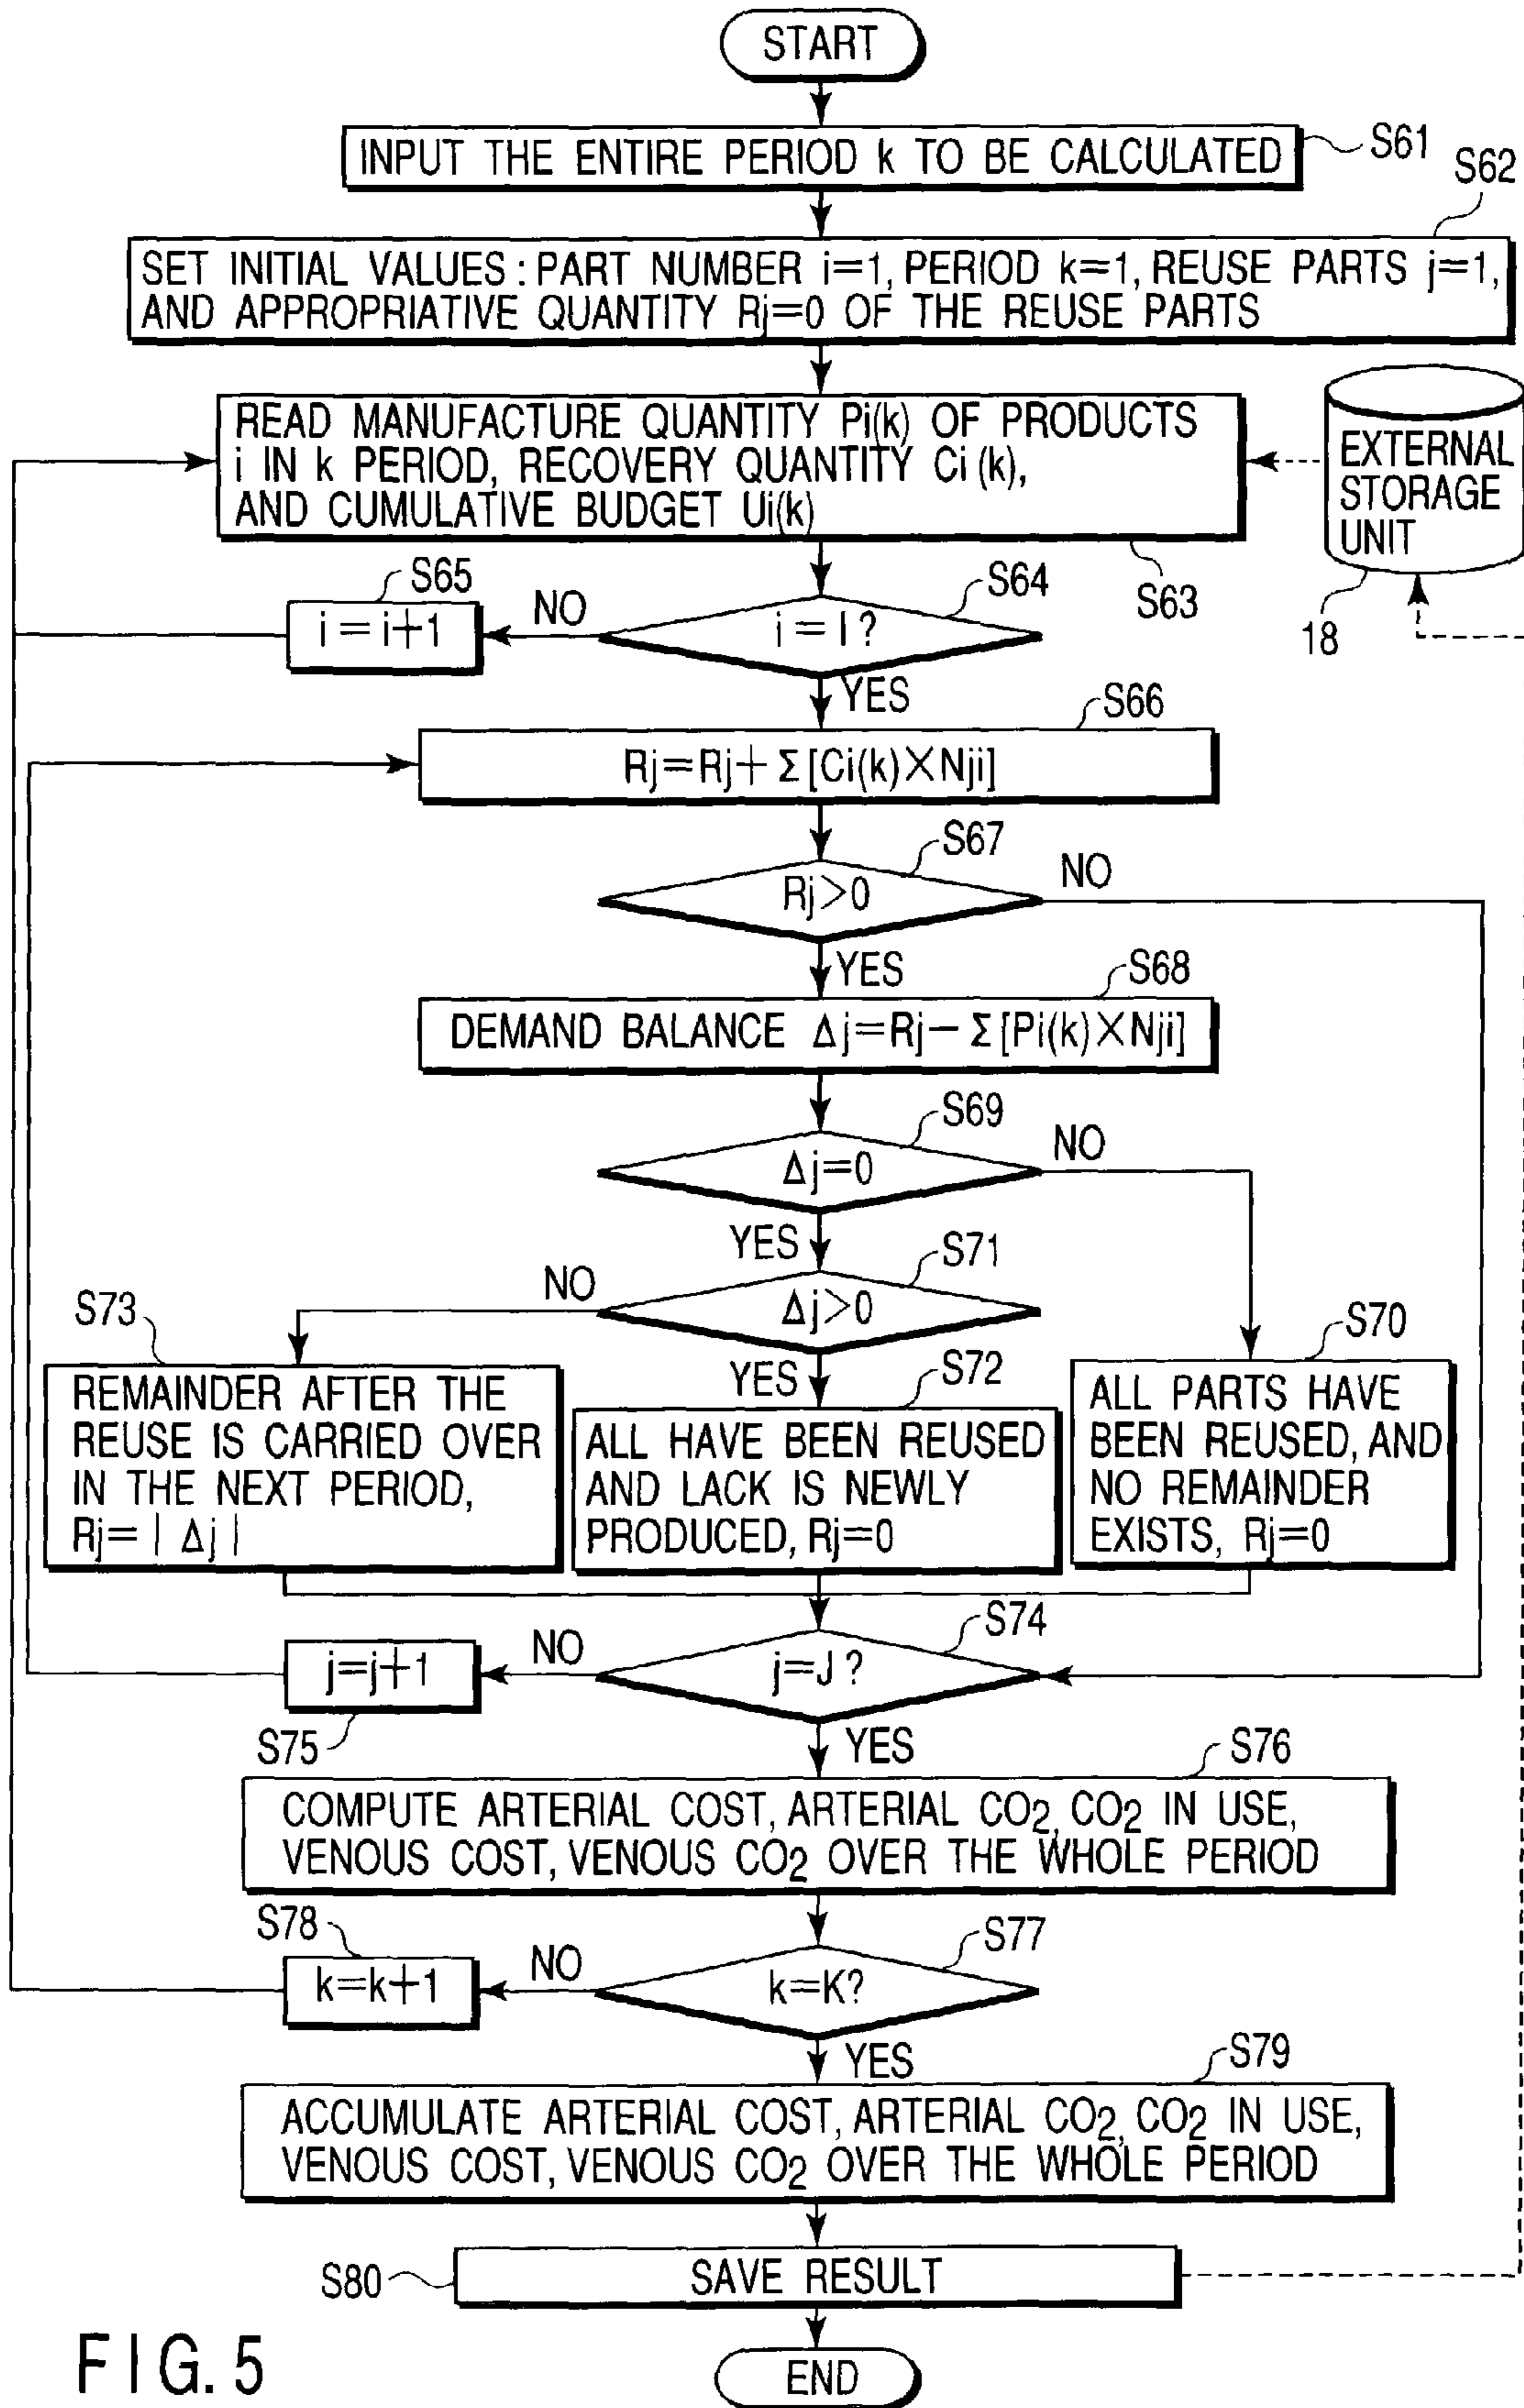 START
INPUT THE ENTIRE PERIOD k TO BE CALCULATED
S61
S62
SET INITIAL VALUES : PART NUMBER i=1, PERIOD k=1, REUSE PARTS j=1,
AND APPROPRIATIVE QUANTITY Rj=0 OF THE REUSE PARTS
READ MANUFACTURE QUANTITY Pi(k) OF PRODUCTS
i IN k PERIOD, RECOVERY QUANTITY Ci (k),
AND CUMULATIVE BUDGET Ui(k)
S63
EXTERNAL
STORAGE
UNIT
18
S65
i = i+1
NO
S64
i = I ?
YES
S66
Rj=Rj+ Σ [Ci(k)×Nji]
S67
Rj>0
NO
YES
S68
DEMAND BALANCE Δj=Rj− Σ [Pi(k)×Nji]
S69
Δj=0
NO
YES
S71
Δj>0
NO
YES
S73
REMAINDER AFTER THE
REUSE IS CARRIED OVER
IN THE NEXT PERIOD,
Rj= | Δj |
S72
ALL HAVE BEEN REUSED
AND LACK IS NEWLY
PRODUCED, Rj=0
S70
ALL PARTS HAVE
BEEN REUSED, AND
NO REMAINDER
EXISTS, Rj=0
S74
j=J ?
NO
j=j+1
S75
YES
S76
COMPUTE ARTERIAL COST, ARTERIAL CO2, CO2 IN USE,
VENOUS COST, VENOUS CO2 OVER THE WHOLE PERIOD
S78
k=k+1
NO
S77
k=K?
YES
S79
ACCUMULATE ARTERIAL COST, ARTERIAL CO2, CO2 IN USE,
VENOUS COST, VENOUS CO2 OVER THE WHOLE PERIOD
S80
SAVE RESULT
END
FIG. 5